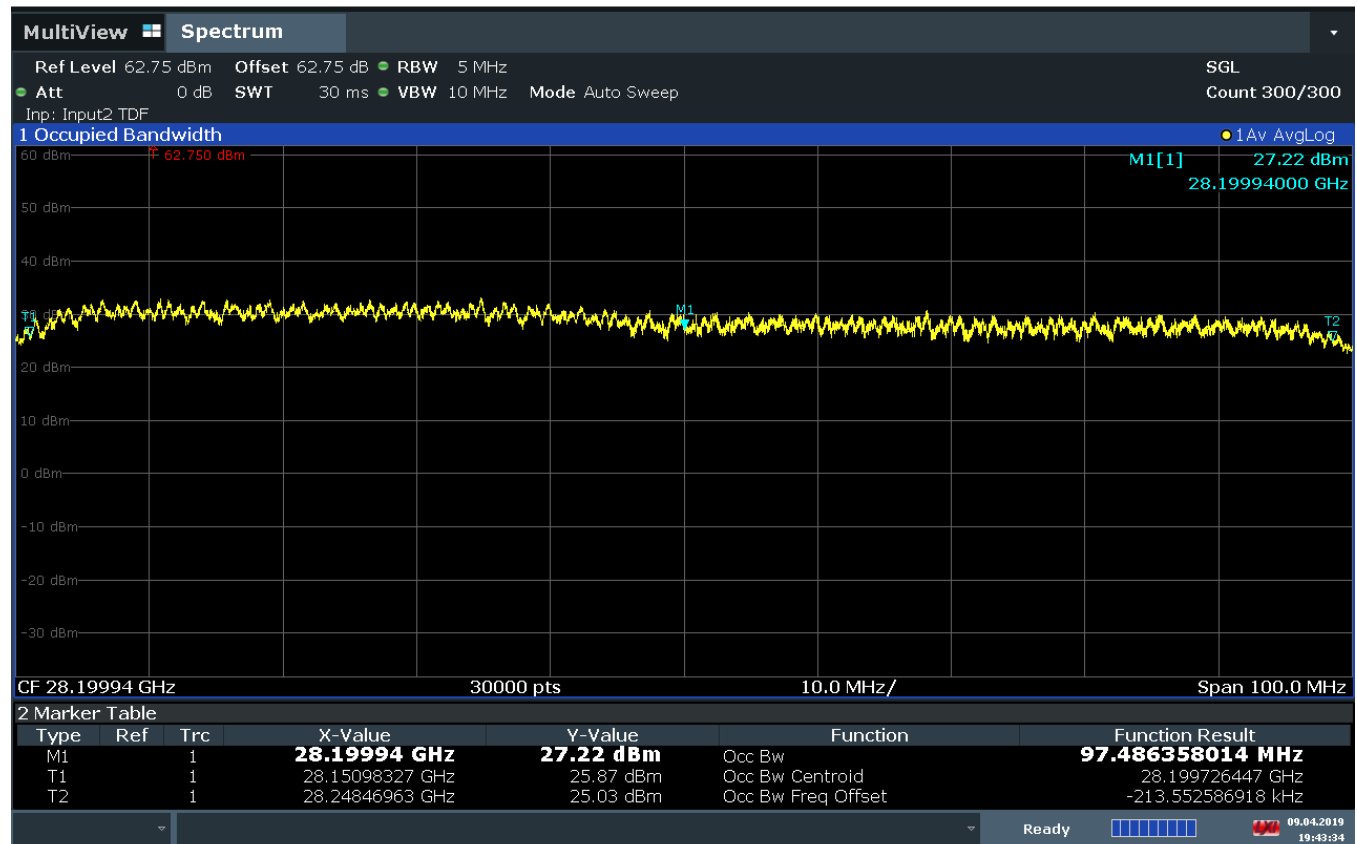 MultiView Spectrum
Ref Level 62.75 dBm Offset 62.75 dB RBW 5 MHz SGL
Att 0 dB SWT 30 ms VBW 10 MHz Mode Auto Sweep Count 300/300
Inp: Input2 TDF
1 Occupied Bandwidth 1Av AvgLog
60 dBm 62.750 dBm M1[1] 27.22 dBm
28.19994000 GHz
50 dBm
40 dBm
M1
T1 T2
20 dBm
10 dBm
0 dBm
-10 dBm
-20 dBm
-30 dBm
CF 28.19994 GHz 30000 pts 10.0 MHz/ Span 100.0 MHz
2 Marker Table
Type Ref Trc X-Value Y-Value Function Function Result
M1 1 28.19994 GHz 27.22 dBm Occ Bw 97.486358014 MHz
T1 1 28.15098327 GHz 25.87 dBm Occ Bw Centroid 28.199726447 GHz
T2 1 28.24846963 GHz 25.03 dBm Occ Bw Freq Offset -213.552586918 kHz
Ready 09.04.2019
19:43:34